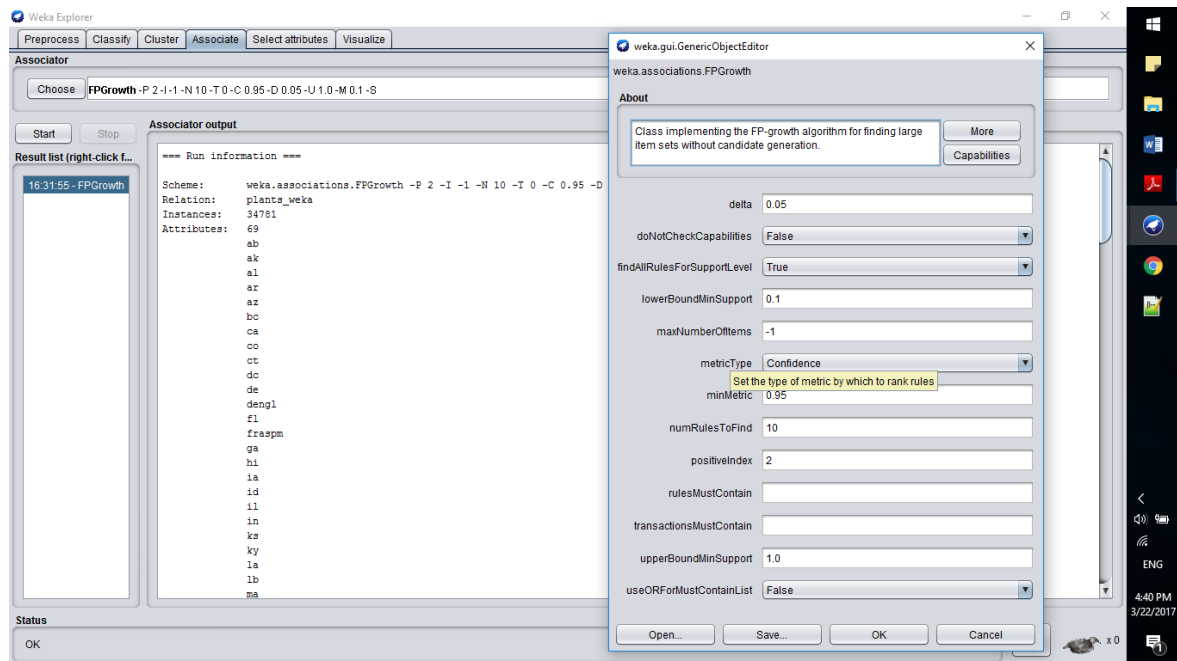 Weka Explorer
Preprocess Classify Cluster Associate Select attributes Visualize
Associator
Choose FPGrowth -P 2 -I -1 -N 10 -T 0 -C 0.95 -D 0.05 -U 1.0 -M 0.1 -S
Start Stop
Result list (right-click f...
16:31:55 - FPGrowth
Associator output
=== Run information ===
Scheme: weka.associations.FPGrowth -P 2 -I -1 -N 10 -T 0 -C 0.95 -D
Relation: plants_weka
Instances: 34781
Attributes: 69
ab
ak
al
ar
az
bc
ca
co
ct
dc
de
dengl
fl
fraspm
ga
hi
ia
id
il
in
ks
ky
la
lb
ma
Status
OK
x 0
weka.gui.GenericObjectEditor
weka.associations.FPGrowth
About
Class implementing the FP-growth algorithm for finding large
item sets without candidate generation.
More
Capabilities
delta 0.05
doNotCheckCapabilities False
findAllRulesForSupportLevel True
lowerBoundMinSupport 0.1
maxNumberOfItems -1
metricType Confidence
Set the type of metric by which to rank rules
minMetric 0.95
numRulesToFind 10
positiveIndex 2
rulesMustContain
transactionsMustContain
upperBoundMinSupport 1.0
useORForMustContainList False
Open... Save... OK Cancel
ENG
4:40 PM
3/22/2017
1